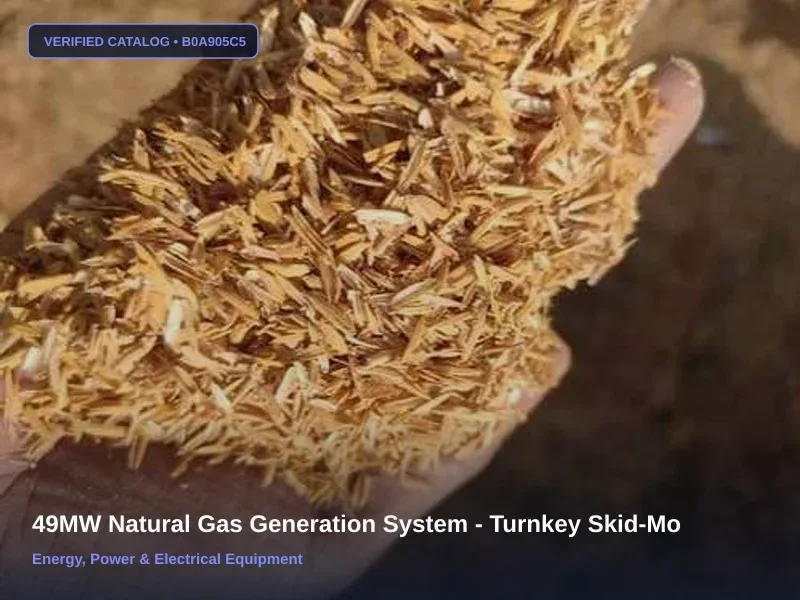 VERIFIED CATALOG • B0A905C5
49MW Natural Gas Generation System - Turnkey Skid-Mo
Energy, Power & Electrical Equipment